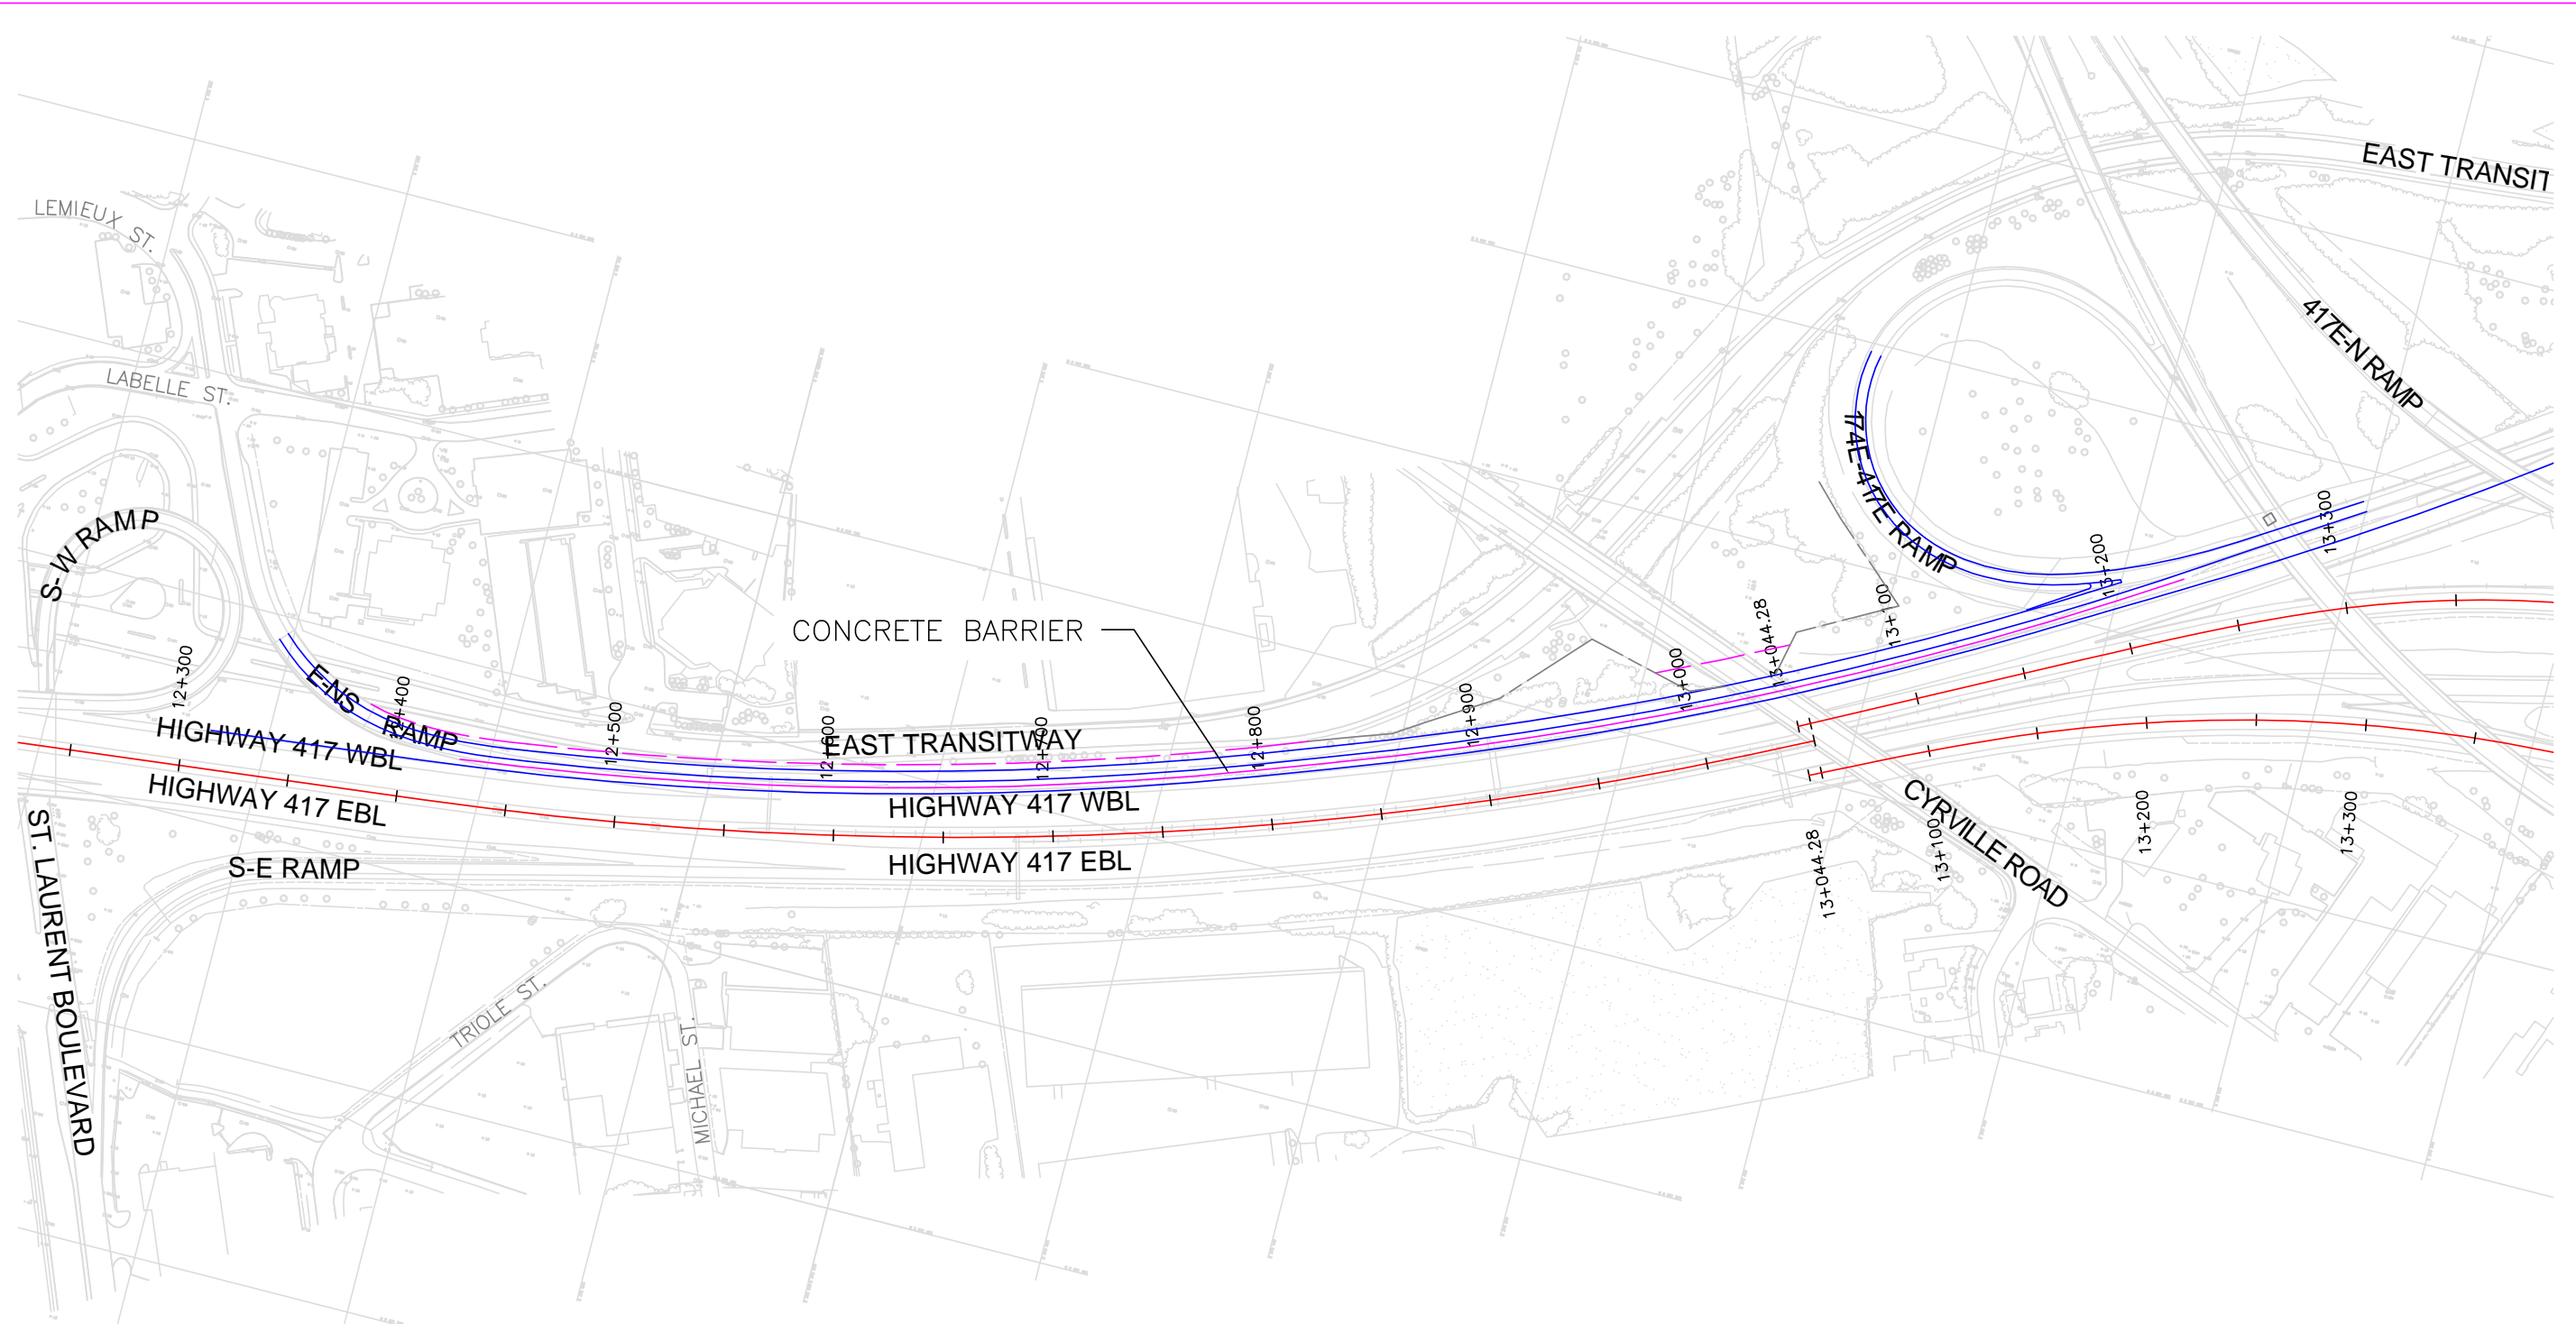 EAST TRANSIT
LEMIEUX ST.
417E-N RAMP
LABELLE ST.
174E-417E RAMP
S-W RAMP
13+300
13+200
CONCRETE BARRIER
13+100
13+044.28
12+300
13+000
E-NS RAMP
12+400
12+500
12+600
12+700
12+800
12+900
HIGHWAY 417 WBL
EAST TRANSITWAY
HIGHWAY 417 EBL
HIGHWAY 417 WBL
HIGHWAY 417 EBL
S-E RAMP
CYRVILLE ROAD
13+044.28
13+100
13+200
13+300
ST. LAURENT BOULEVARD
TRIOLE ST.
MICHAEL ST.